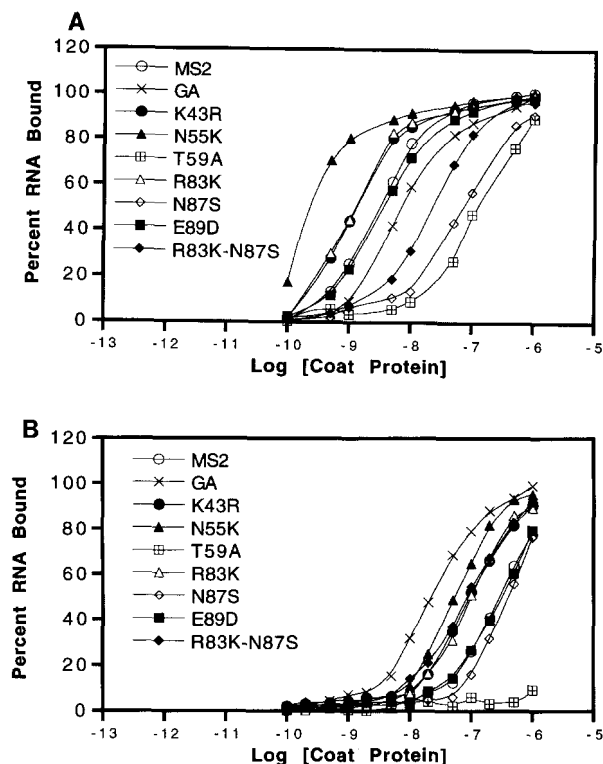 A
Percent RNA Bound
120
100
80
60
40
20
0
MS2
GA
K43R
N55K
T59A
R83K
N87S
E89D
R83K-N87S
-13 -12 -11 -10 -9 -8 -7 -6 -5
Log [Coat Protein]
B
Percent RNA Bound
120
100
80
60
40
20
0
MS2
GA
K43R
N55K
T59A
R83K
N87S
E89D
R83K-N87S
-13 -12 -11 -10 -9 -8 -7 -6 -5
Log [Coat Protein]